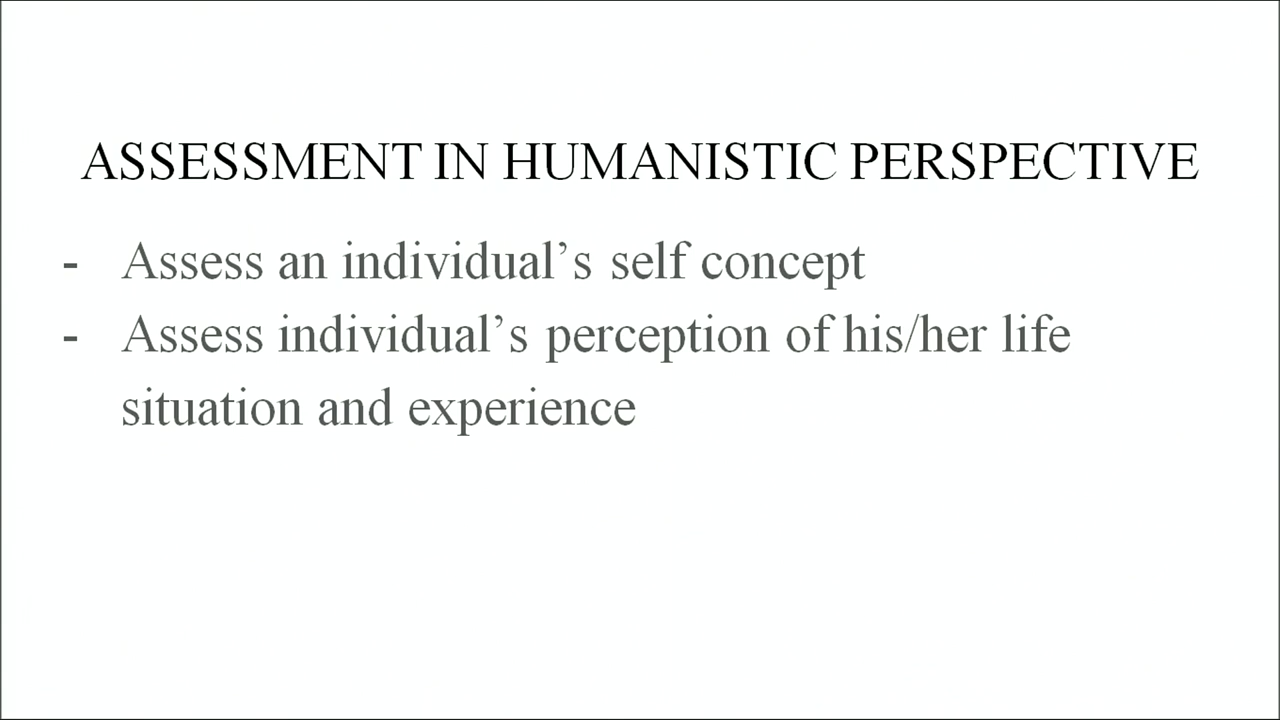 ASSESSMENT IN HUMANISTIC PERSPECTIVE
- Assess an individual’s self concept
- Assess individual’s perception of his/her life
situation and experience